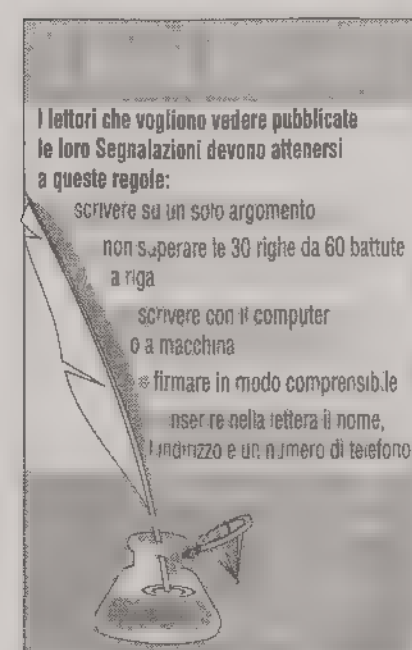 I lettori che vogliono vedere pubblicate
le loro Segnalazioni devono attenersi
a queste regole:
scrivere su un solo argomento
non superare le 30 righe da 60 battute
a riga
scrivere con il computer
o a macchina
firmare in modo comprensibile
inserire nella lettera il nome,
l'indirizzo e un numero di telefono